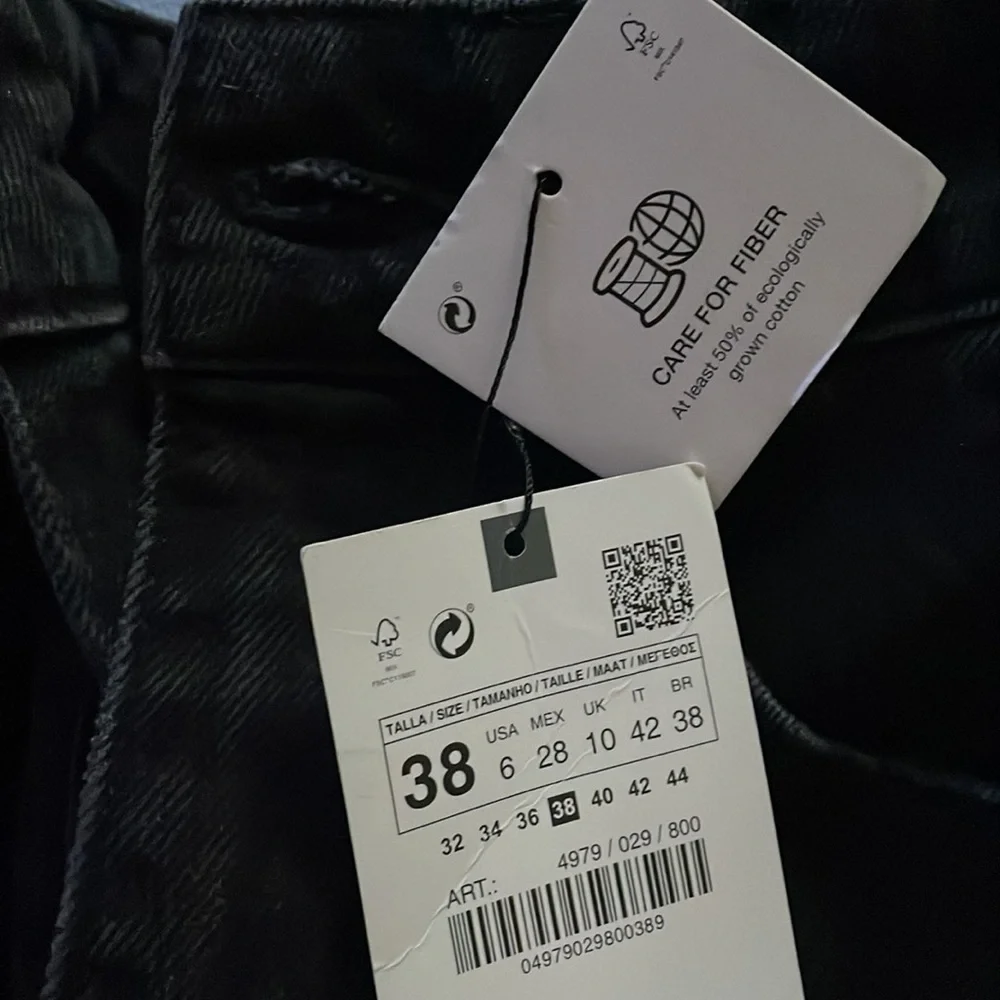 FSC
CARE FOR FIBER
At least 50% of ecologically
grown cotton
®
FSC
®
TALLA / SIZE / TAMANHO / TAILLE / MAAT / ΜΕΓΕΘΟΣ
38
USA MEX UK IT BR
6 28 10 42 38
32 34 36 38 40 42 44
4979 / 029 / 800
ART.:
04979029800389